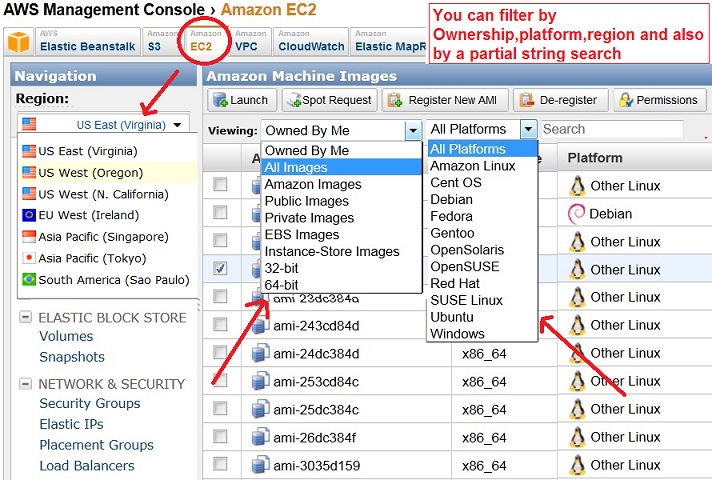 AWS Management Console › Amazon EC2
You can filter by
Ownership,platform,region and also
by a partial string search
AWS
Elastic Beanstalk
Amazon
S3
Amazon
EC2
Amazon
VPC
Amazon
CloudWatch
Amazon
Elastic MapR
Navigation
Region:
US East (Virginia)
US East (Virginia)
US West (Oregon)
US West (N. California)
EU West (Ireland)
Asia Pacific (Singapore)
Asia Pacific (Tokyo)
South America (Sao Paulo)
ELASTIC BLOCK STORE
Volumes
Snapshots
NETWORK & SECURITY
Security Groups
Elastic IPs
Placement Groups
Load Balancers
Amazon Machine Images
Launch
Spot Request
Register New AMI
De-register
Permissions
Viewing:
Owned By Me
All Platforms
Search
Owned By Me
All Images
Amazon Images
Public Images
Private Images
EBS Images
Instance-Store Images
32-bit
64-bit
All Platforms
Amazon Linux
Cent OS
Debian
Fedora
Gentoo
OpenSolaris
OpenSUSE
Red Hat
SUSE Linux
Ubuntu
Windows
Platform
Other Linux
Debian
Other Linux
Other Linux
ami-23dc384a Other Linux
ami-243cd84d Other Linux
ami-24dc384d x86_64 Other Linux
ami-253cd84c x86_64 Other Linux
ami-25dc384c x86_64 Other Linux
ami-26dc384f x86_64 Other Linux
ami-3035d159 x86_64 Other Linux